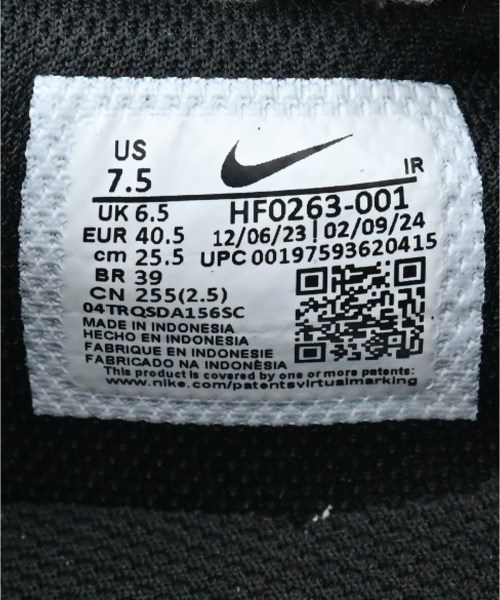 US
7.5
IR
UK 6.5
HF0263-001
EUR 40.5
12/06/23 | 02/09/24
cm 25.5
UPC 00197593620415
BR 39
CN 255(2.5)
04TRQSDA156SC
MADE IN INDONESIA
HECHO EN INDONESIA
FABRIQUE EN INDONESIE
FABRICADO NA INDONÉSIA
This product is covered by one or more patents:
www.nike.com/patentsvirtualmarking